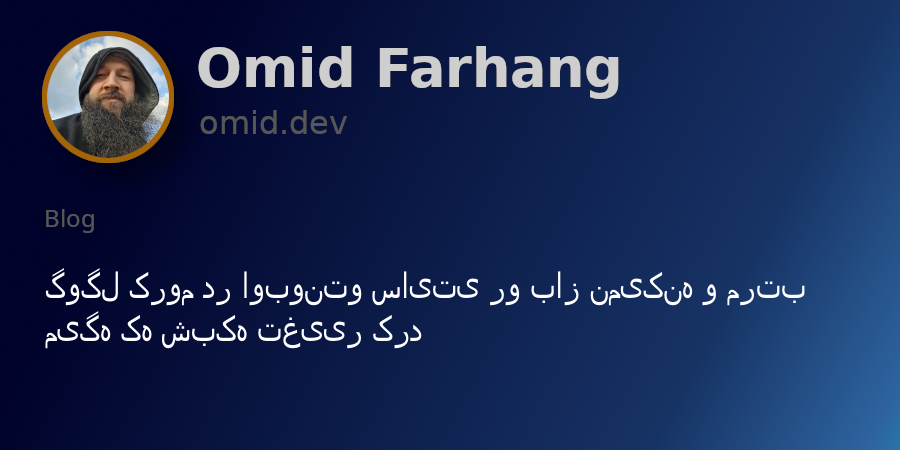 Omid Farhang
omid.dev
Blog
گوگل کروم در اوبونتو سایتی رو باز نمیکنه و مرتب
میگه که شبکه تغییر کرد